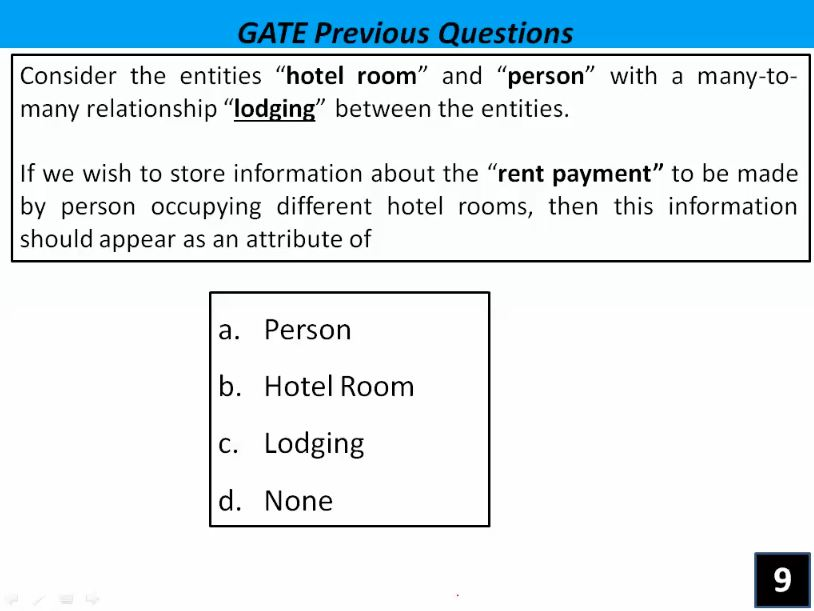 GATE Previous Questions
Consider the entities “hotel room” and “person” with a many-to-
many relationship “lodging” between the entities.
If we wish to store information about the “rent payment” to be made
by person occupying different hotel rooms, then this information
should appear as an attribute of
a. Person
b. Hotel Room
c. Lodging
d. None
9